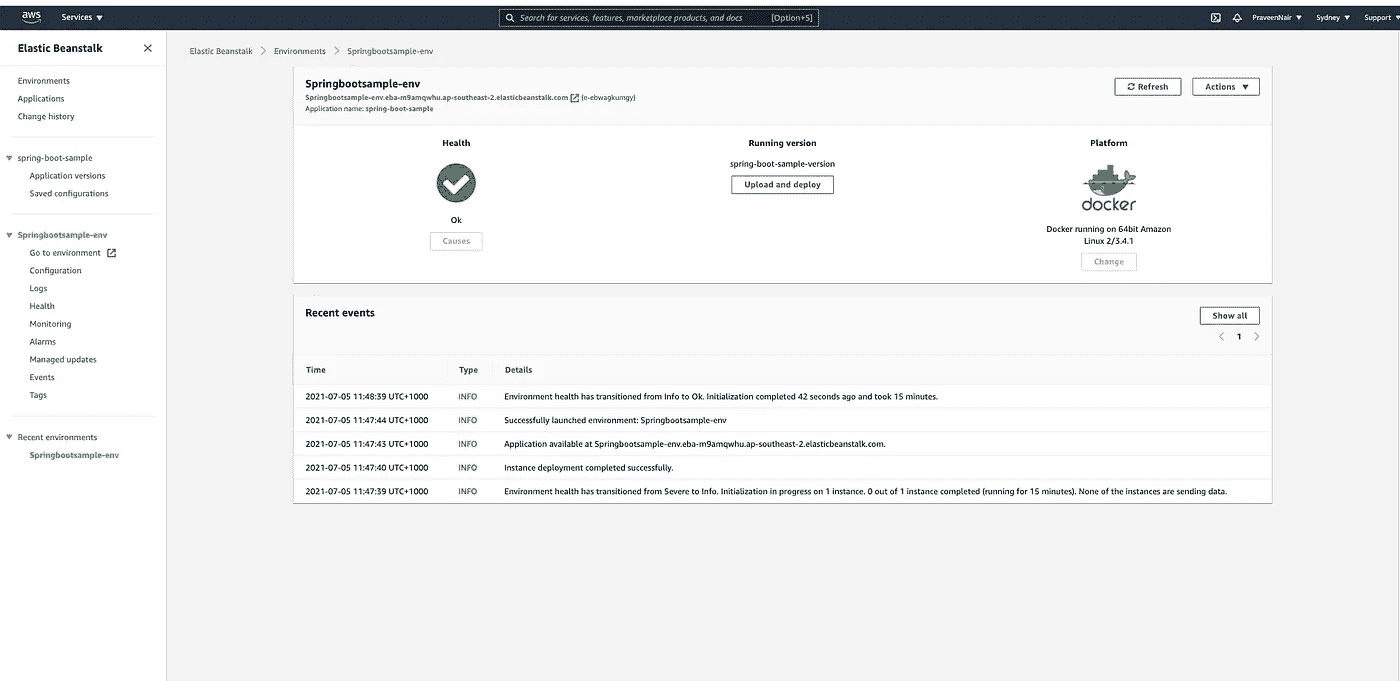 aws Services ▼ Search for services, features, marketplace products, and docs [Option+S] PraveenNair ▼ Sydney ▼ Support
Elastic Beanstalk
Environments
Applications
Change history
spring-boot-sample
Application versions
Saved configurations
Springbootsample-env
Go to environment
Configuration
Logs
Health
Monitoring
Alarms
Managed updates
Events
Tags
Recent environments
Springbootsample-env
Elastic Beanstalk > Environments > Springbootsample-env
Springbootsample-env
Springbootsample-env.eba-m9amqwhu.ap-southeast-2.elasticbeanstalk.com (e-ebwagkumgy)
Application name: spring-boot-sample
Refresh Actions ▼
Health
Ok
Causes
Running version
spring-boot-sample-version
Upload and deploy
Platform
docker
Docker running on 64bit Amazon
Linux 2/3.4.1
Change
Recent events
Show all
< 1 >
Time Type Details
2021-07-05 11:48:39 UTC+1000 INFO Environment health has transitioned from Info to Ok. Initialization completed 42 seconds ago and took 15 minutes.
2021-07-05 11:47:44 UTC+1000 INFO Successfully launched environment: Springbootsample-env
2021-07-05 11:47:43 UTC+1000 INFO Application available at Springbootsample-env.eba-m9amqwhu.ap-southeast-2.elasticbeanstalk.com.
2021-07-05 11:47:40 UTC+1000 INFO Instance deployment completed successfully.
2021-07-05 11:47:39 UTC+1000 INFO Environment health has transitioned from Severe to Info. Initialization in progress on 1 instance. 0 out of 1 instance completed (running for 15 minutes). None of the instances are sending data.